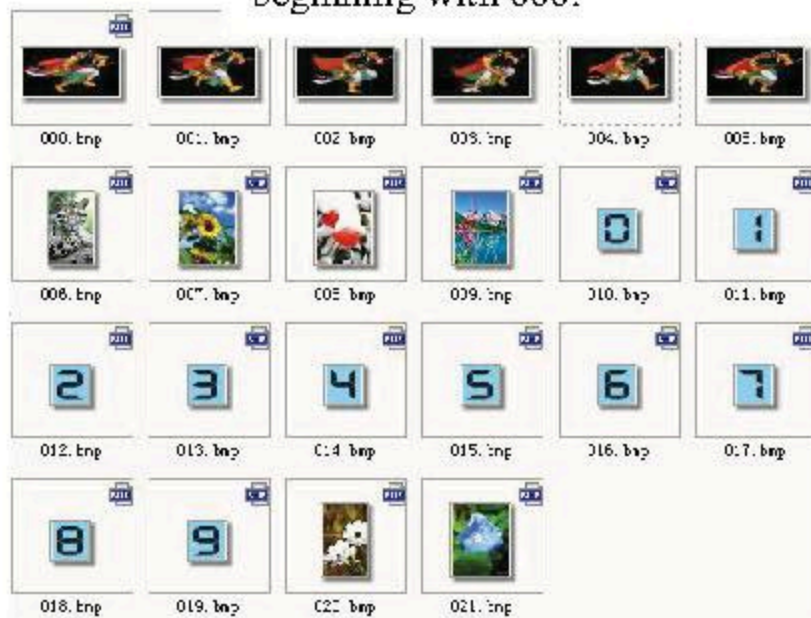 beginning with 000.
000.bmp 001.bmp 002.bmp 003.bmp 004.bmp 005.bmp
0 1
006.bmp 007.bmp 008.bmp 009.bmp 010.bmp 011.bmp
2 3 4 5 6 7
012.bmp 013.bmp 014.bmp 015.bmp 016.bmp 017.bmp
8 9
018.bmp 019.bmp 020.bmp 021.bmp